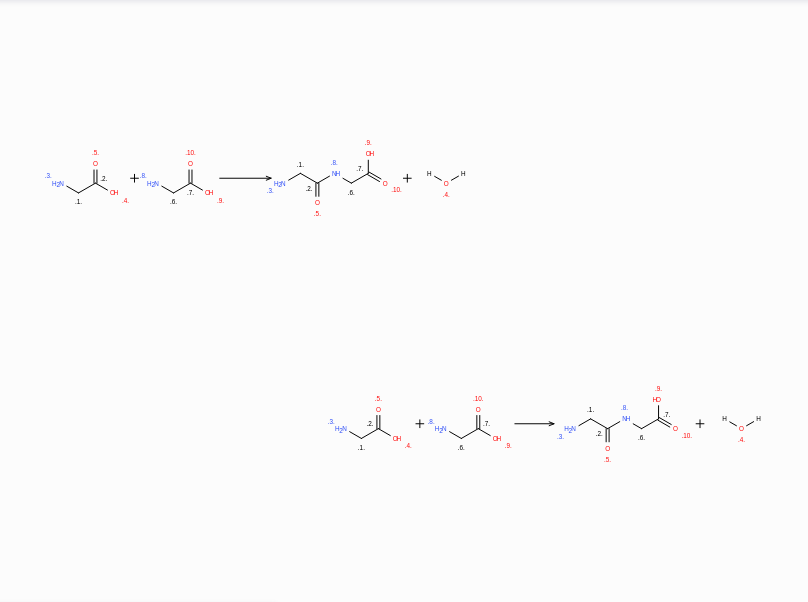 .9.
.5. .10. OH
O O .8. .7.
.3. .2. + .8. .1. NH + H H
H2N H2N H2N .2. O O
OH OH .3. .6. .10. .4.
.1. .4. .7. .9. O
.6. .5.
.9.
.5. .10. HO
O O .1. .8. .7.
.3. .2. + .8. .7. NH + H H
H2N H2N H2N .2. O O
OH OH .3. .6. .10. .4.
.1. .4. .6. .9. O
.5.